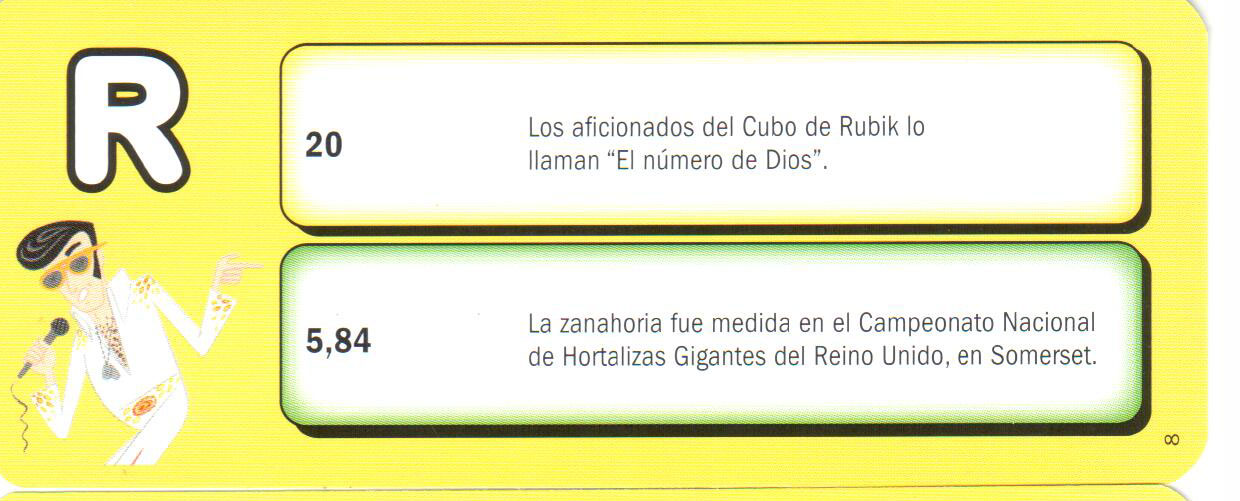 R
20
Los aficionados del Cubo de Rubik lo
llaman “El número de Dios”.
5,84
La zanahoria fue medida en el Campeonato Nacional
de Hortalizas Gigantes del Reino Unido, en Somerset.
8